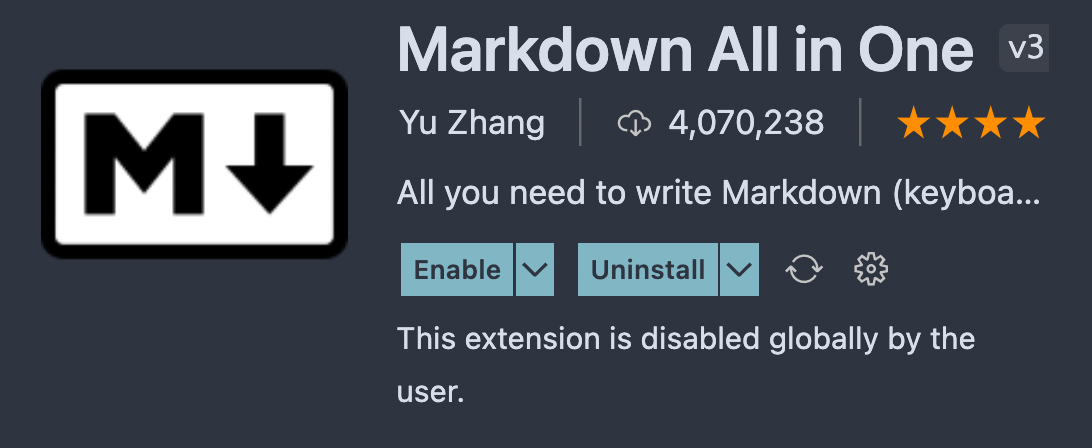 Markdown All in One v3
M
Yu Zhang 4,070,238
All you need to write Markdown (keyboa...
Enable Uninstall
This extension is disabled globally by the
user.